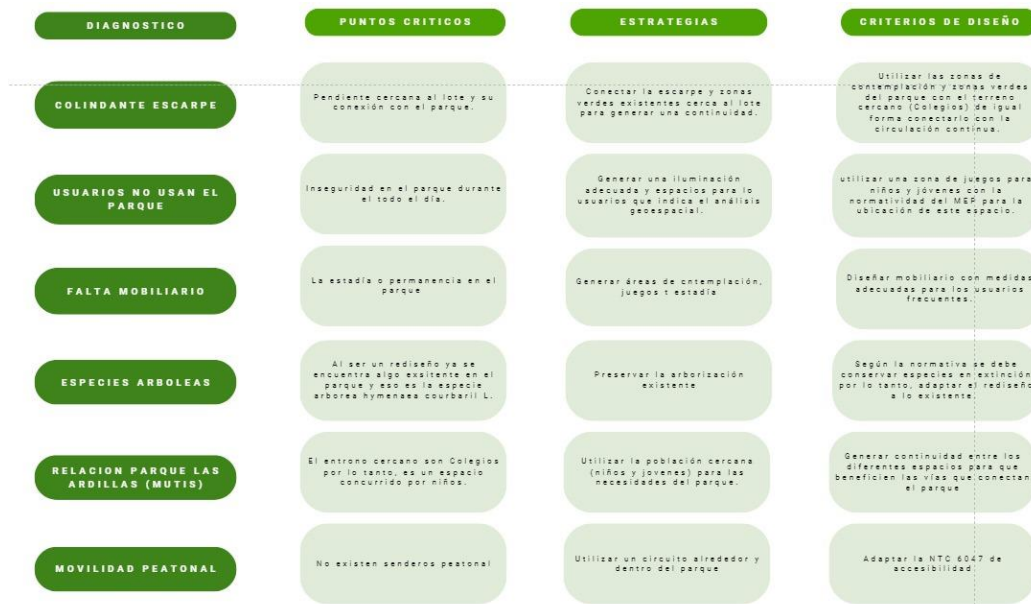 DIAGNOSTICO
PUNTOS CRITICOS
ESTRATEGIAS
CRITERIOS DE DISEÑO
COLINDANTE ESCARPE
Pendiente cercana al lote y su
conexión con el parque.
Conectar la escarpe y zonas
verdes existentes cerca al lote
para generar una continuidad.
Utilizar las zonas de
contemplación y zonas verdes
del parque con el terreno
cercano (Colegios) de igual
forma conectarlo con la
circulación continua.
USUARIOS NO USAN EL
PARQUE
Inseguridad en el parque durante
el todo el día.
Generar una iluminación
adecuada y espacios para lo
usuarios que indica el análisis
geoespacial.
utilizar una zona de juegos para
niños y jóvenes con la
normatividad del MEP para la
ubicación de este espacio.
FALTA MOBILIARIO
La estadía o permanencia en el
parque
Generar áreas de cntemplación,
juegos t estadía
Diseñar mobiliario con medidas
adecuadas para los usuarios
frecuentes.
ESPECIES ARBOLEAS
Al ser un rediseño ya se
encuentra algo exsitente en el
parque y eso es la especie
arborea hymenaea courbaril L.
Preservar la arborización
existente
Según la normativa se debe
conservar especies en extinción
por lo tanto, adaptar el rediseño
a lo existente.
RELACION PARQUE LAS
ARDILLAS (MUTIS)
El entrono cercano son Colegios
por lo tanto, es un espacio
concurrido por niños.
Utilizar la población cercana
(niños y jovenes) para las
necesidades del parque.
Generar continuidad entre los
diferentes espacios para que
beneficien las vías que conectan
el parque
MOVILIDAD PEATONAL
No existen senderos peatonal
Utilizar un circuito alrededor y
dentro del parque
Adaptar la NTC 6047 de
accesibilidad